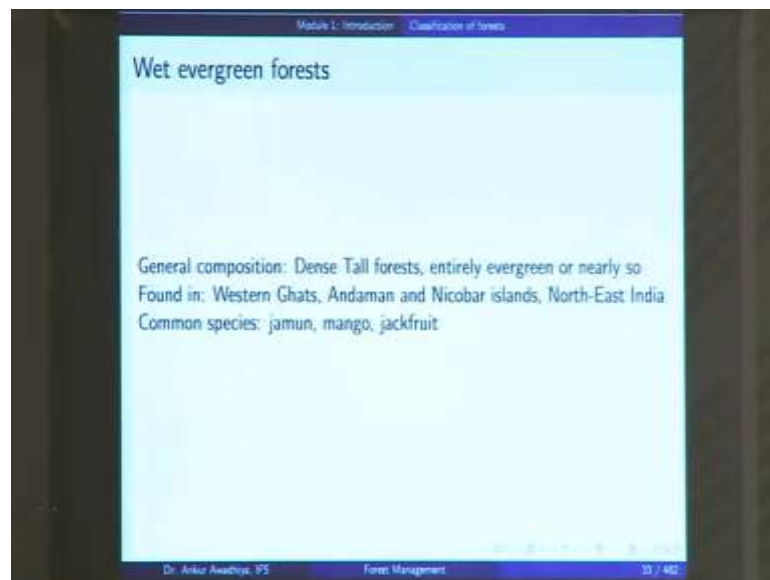 Module 1: Introduction Classification of forests
Wet evergreen forests
General composition: Dense Tall forests, entirely evergreen or nearly so
Found in: Western Ghats, Andaman and Nicobar islands, North-East India
Common species: jamun, mango, jackfruit
Dr. Ankur Awadhiya, IFS Forest Management 33 / 462